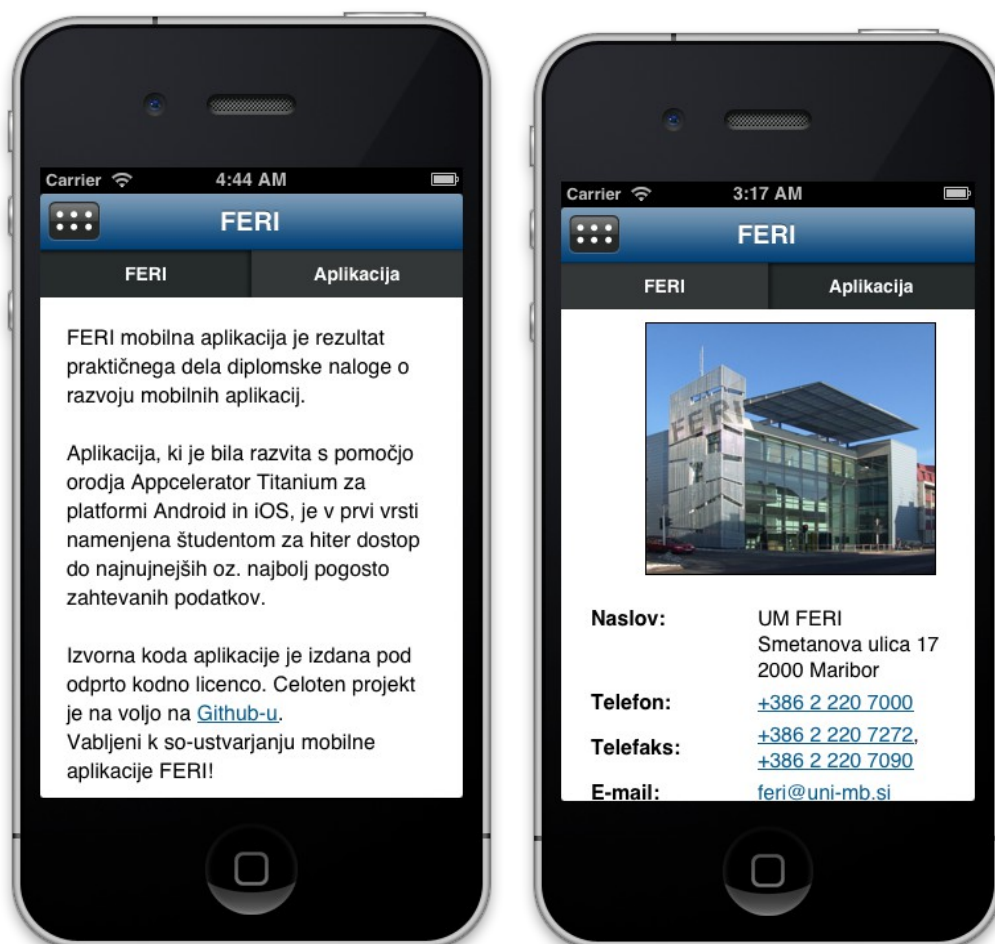 Carrier
4:44 AM
FERI
FERI
Aplikacija
FERI mobilna aplikacija je rezultat
praktičnega dela diplomske naloge o
razvoju mobilnih aplikacij.
Aplikacija, ki je bila razvita s pomočjo
orodja Appcelerator Titanium za
platformi Android in iOS, je v prvi vrsti
namenjena študentom za hiter dostop
do najnujnejših oz. najbolj pogosto
zahtevanih podatkov.
Izvorna koda aplikacije je izdana pod
odprto kodno licenco. Celoten projekt
je na voljo na Github-u.
Vabljeni k so-ustvarjanju mobilne
aplikacije FERI!
Carrier
3:17 AM
FERI
FERI
Aplikacija
FERI
Naslov: UM FERI
Smetanova ulica 17
2000 Maribor
Telefon: +386 2 220 7000
Telefaks: +386 2 220 7272,
+386 2 220 7090
E-mail: feri@uni-mb.si